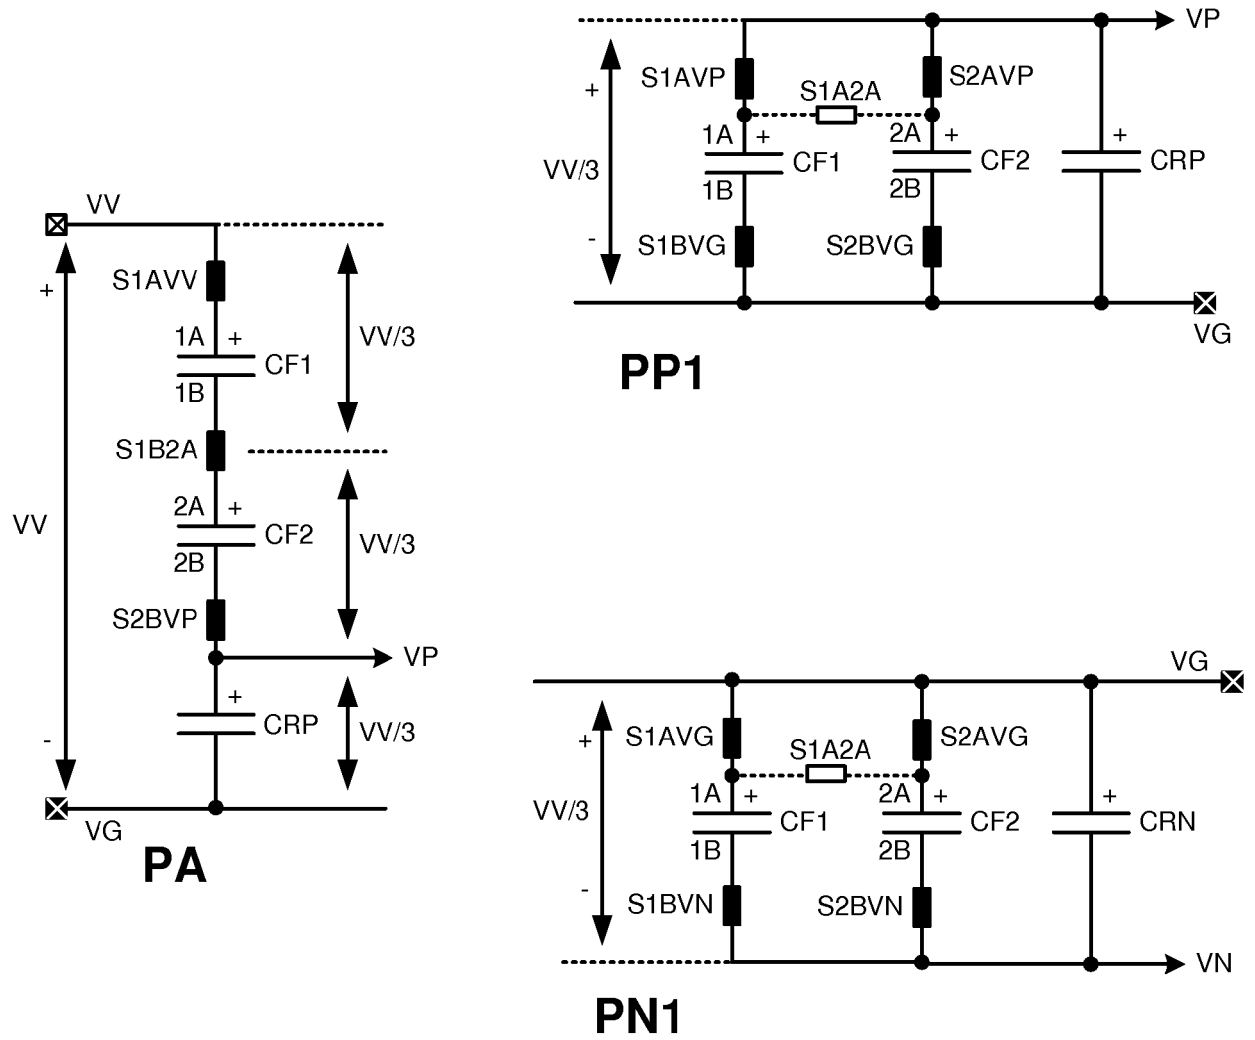 VV
+
S1AVV
1A +
CF1
1B
VV/3
S1B2A
2A +
CF2
2B
VV
VV/3
S2BVP
VP
+
CRP
VV/3
-
VG
PA
VP
+
S1AVP
S1A2A
S2AVP
1A +
CF1
1B
2A +
CF2
2B
+
CRP
VV/3
-
S1BVG
S2BVG
VG
PP1
VG
+
S1AVG
S1A2A
S2AVG
1A +
CF1
1B
2A +
CF2
2B
+
CRN
VV/3
-
S1BVN
S2BVN
VN
PN1